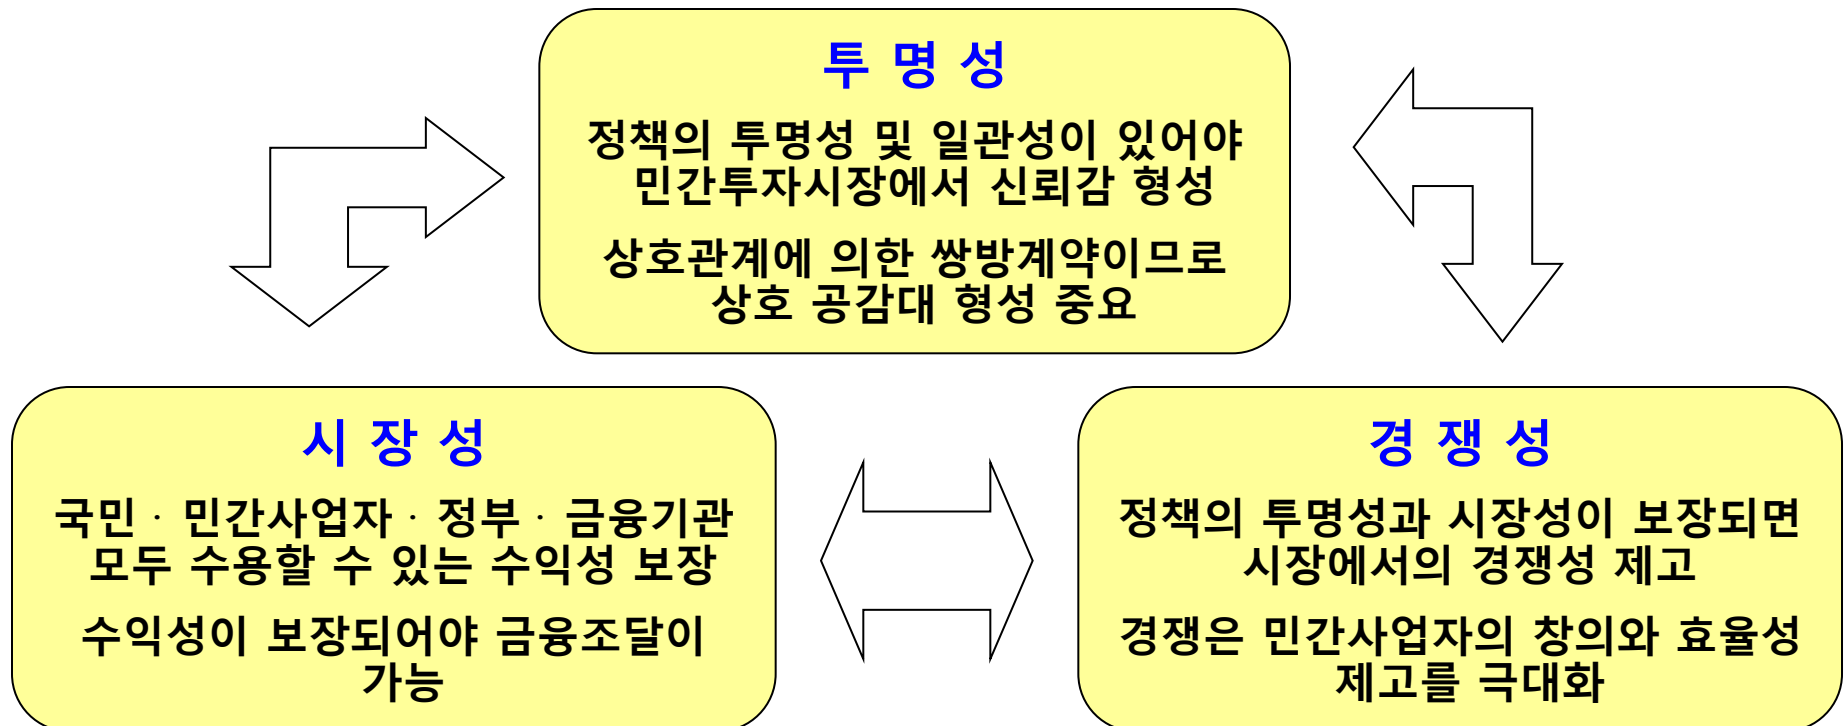 투 명 성
정책의 투명성 및 일관성이 있어야
민간투자시장에서 신뢰감 형성
상호관계에 의한 쌍방계약이므로
상호 공감대 형성 중요
시 장 성
국민 · 민간사업자 · 정부 · 금융기관
모두 수용할 수 있는 수익성 보장
수익성이 보장되어야 금융조달이
가능
경 쟁 성
정책의 투명성과 시장성이 보장되면
시장에서의 경쟁성 제고
경쟁은 민간사업자의 창의와 효율성
제고를 극대화